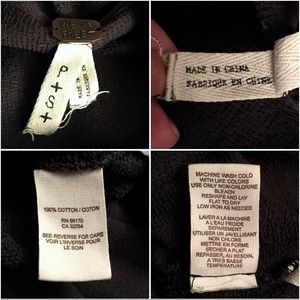 FREE
MADE IN CHINA
FABRIQUE EN CHINE
100% COTTON / COTON
RN 66170
CA 32054
SEE REVERSE FOR CARE
VOIR L'INVERSE POUR
LE SOIN
MACHINE WASH COLD
WITH LIKE COLORS
USE ONLY NON-CHLORINE
BLEACH
RESHAPE AND LAY
FLAT TO DRY
LOW IRON AS NEEDED
LAVER A LA MACHINE
A L'EAU FROIDE
SEPAREMENT
UTILISER UN JAVELLISANT
NON CHLORE
METTRE EN FORME
SECHER A PLAT
REPASSER, AU BESOIN,
A TRES BASSE
TEMPERATURE